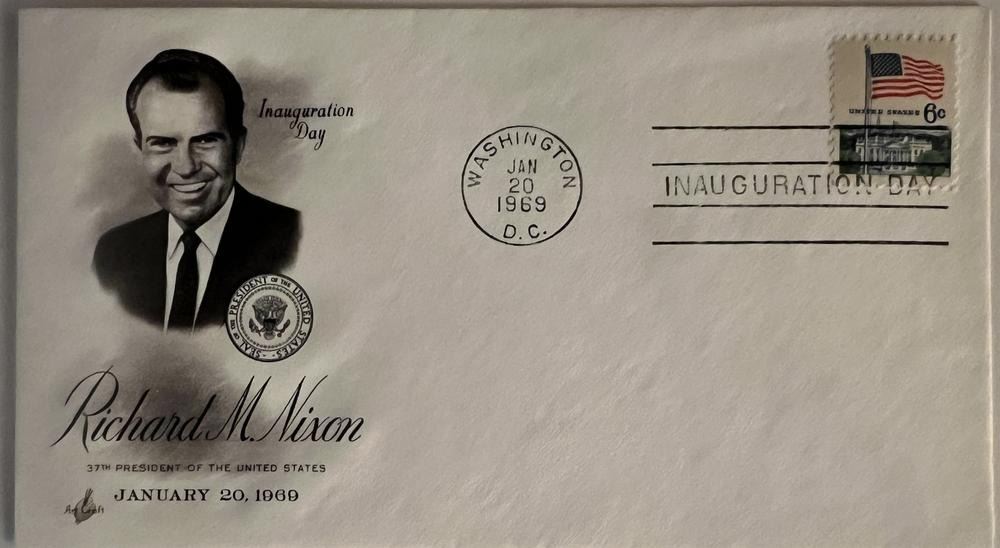 Inauguration
Day
SEAL OF THE PRESIDENT OF THE UNITED STATES
Richard M. Nixon
37TH PRESIDENT OF THE UNITED STATES
JANUARY 20, 1969
Art Craft
WASHINGTON
JAN
20
1969
D.C.
UNITED STATES 6c
INAUGURATION DAY